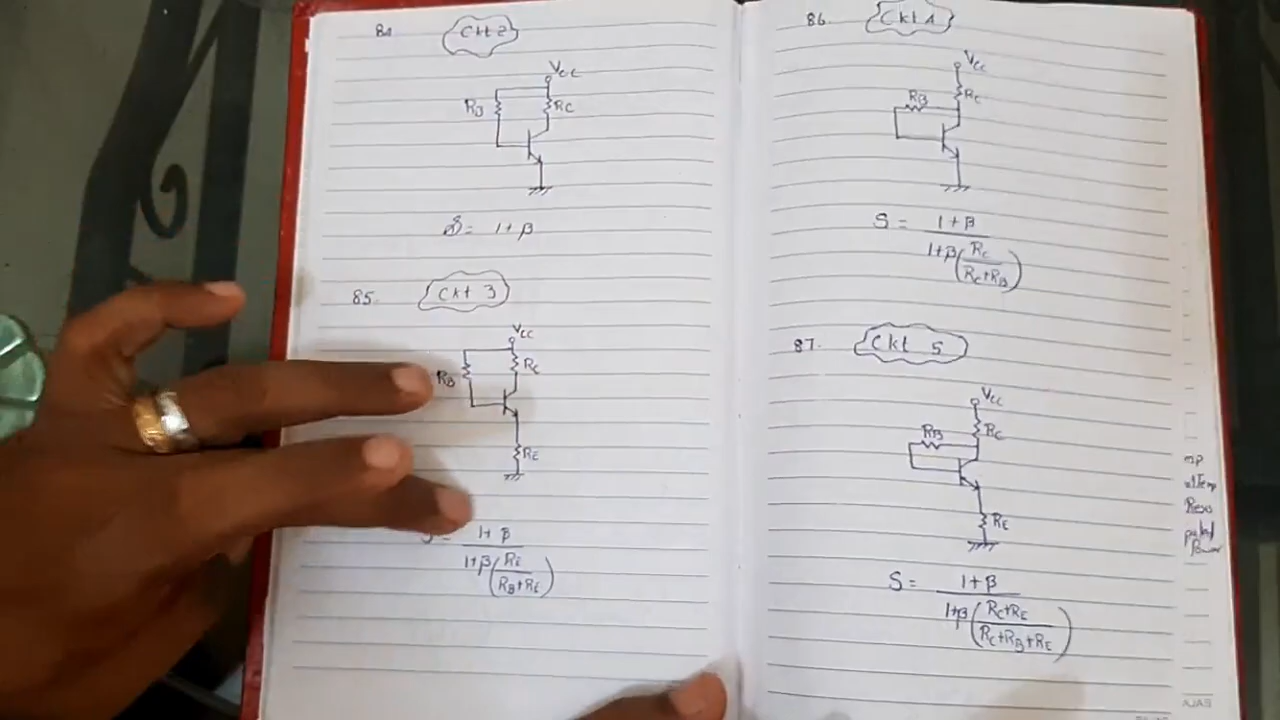 84.
Ckt 2
VCC
RB
RC
S = 1 + β
85.
Ckt 3
VCC
RB
RC
RE
S = 1 + β
1+β(RE
RB+RE)
86.
Ckt 4
VCC
RB
RC
S = 1 + β
1+β(RC
RC+RB)
87.
Ckt 5
VCC
RB
RC
RE
S = 1 + β
1+β(RC+RE
RC+RB+RE)